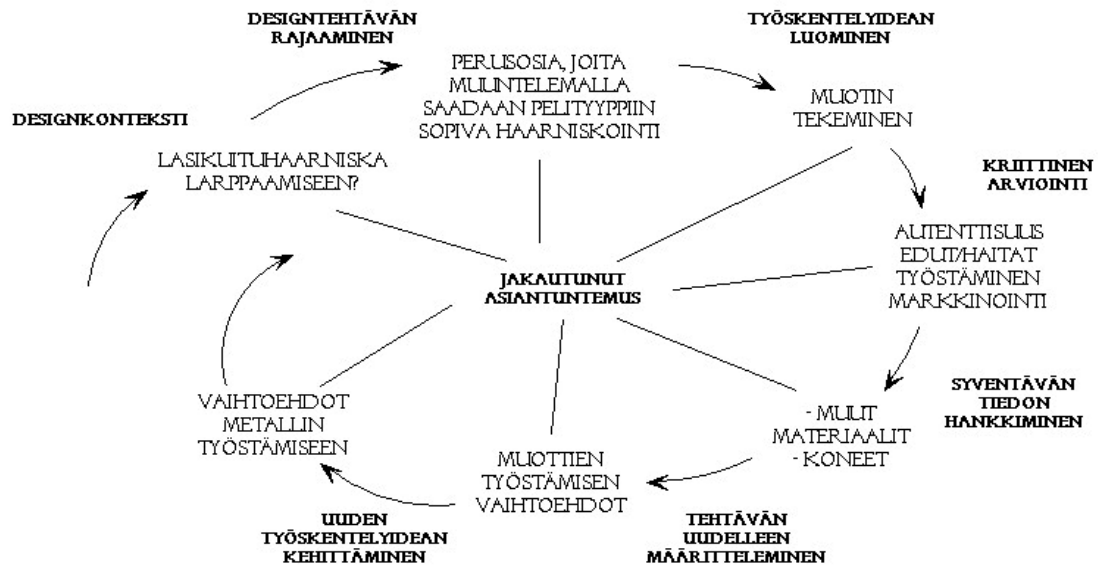 DESIGNTEHTÄVÄN
RAJAAMINEN
TYÖSKENTELYIDEAN
LUOMINEN
PERUSOSIA, JOITA
MUUNTELEMALLA
SAADAAN PELITYYPPIIN
SOPIVA HAARNISKOINTI
MUOTIN
TEKEMINEN
DESIGNKONTEKSTI
LASIKUITUHAARNISKA
LARPPAAMISEEN?
KRIITTINEN
ARVIOINTI
AUTENTTISUUS
EDUT/HAITAT
TYÖSTÄMINEN
MARKKINOINTI
JAKAUTUNUT
ASIANTUNTEMUS
SYVENTÄVÄN
TIEDON
HANKKIMINEN
- MUUT
MATERIAALIT
- KONEET
VAIHTOEHDOT
METALLIN
TYÖSTÄMISEEN
MUOTTIEN
TYÖSTÄMISEN
VAIHTOEHDOT
UUDEN
TYÖSKENTELYIDEAN
KEHITTÄMINEN
TEHTÄVÄN
UUDELLEEN
MÄÄRITTELEMINEN